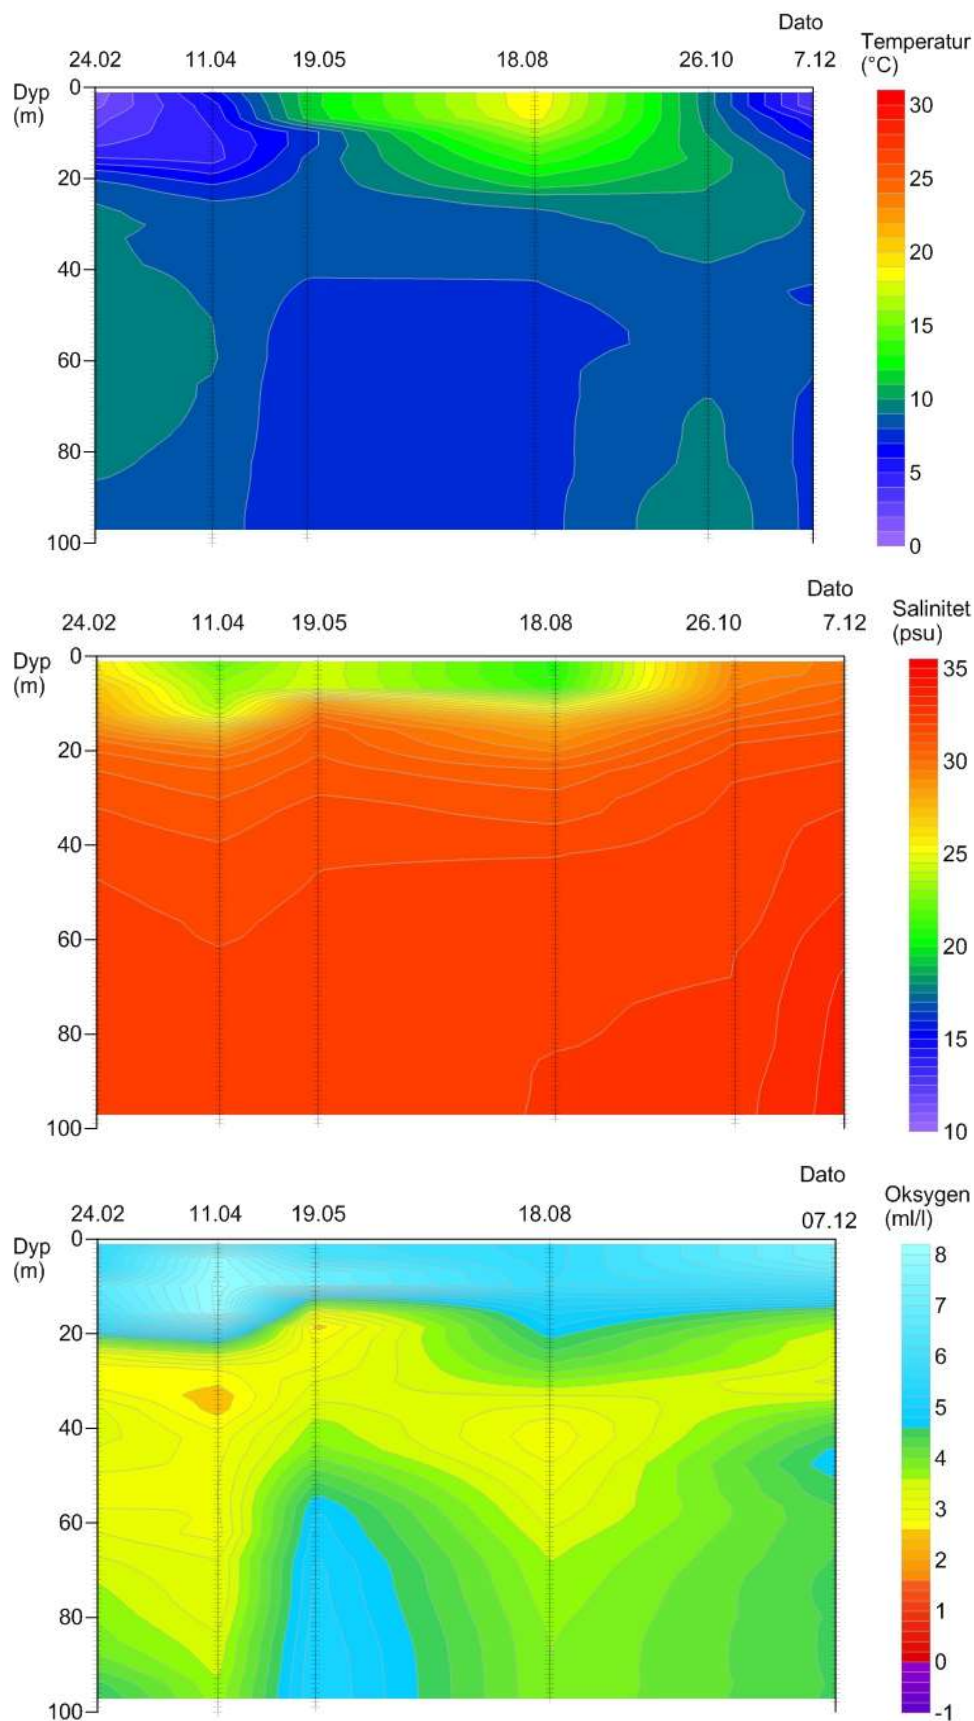 Dato
24.02 11.04 19.05 18.08 26.10 7.12
Temperatur
(°C)
Dyp
(m)
0
20
40
60
80
100
30
25
20
15
10
5
0
Dato
24.02 11.04 19.05 18.08 26.10 7.12
Salinitet
(psu)
Dyp
(m)
0
20
40
60
80
100
35
30
25
20
15
10
Dato
24.02 11.04 19.05 18.08 07.12
Oksygen
(ml/l)
Dyp
(m)
0
20
40
60
80
100
8
7
6
5
4
3
2
1
0
-1